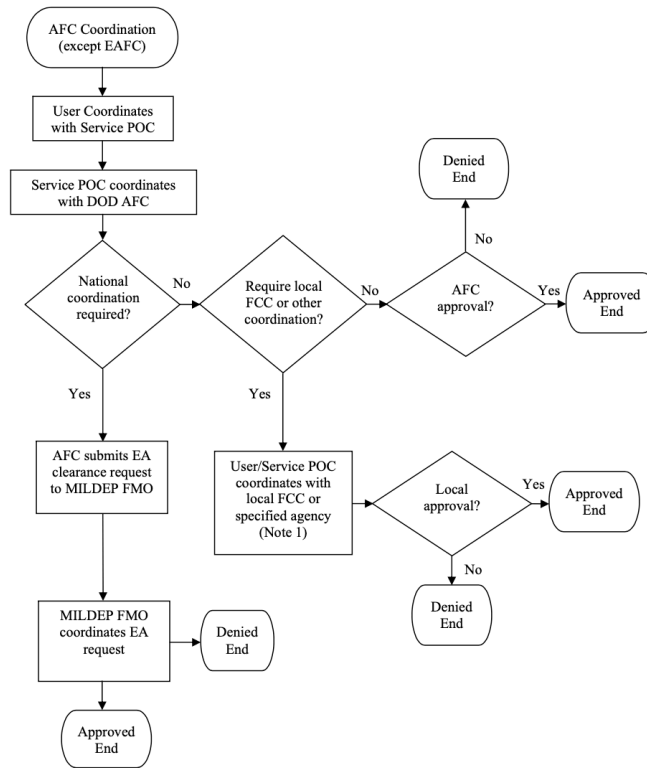 AFC Coordination
(except EAFC)
User Coordinates
with Service POC
Service POC coordinates
with DOD AFC
National
coordination
required?
No
Yes
Require local
FCC or other
coordination?
No
Yes
AFC
approval?
No
Denied
End
Yes
Approved
End
AFC submits EA
clearance request
to MILDEP FMO
User/Service POC
coordinates with
local FCC or
specified agency
(Note 1)
Local
approval?
Yes
Approved
End
No
Denied
End
MILDEP FMO
coordinates EA
request
Denied
End
Approved
End